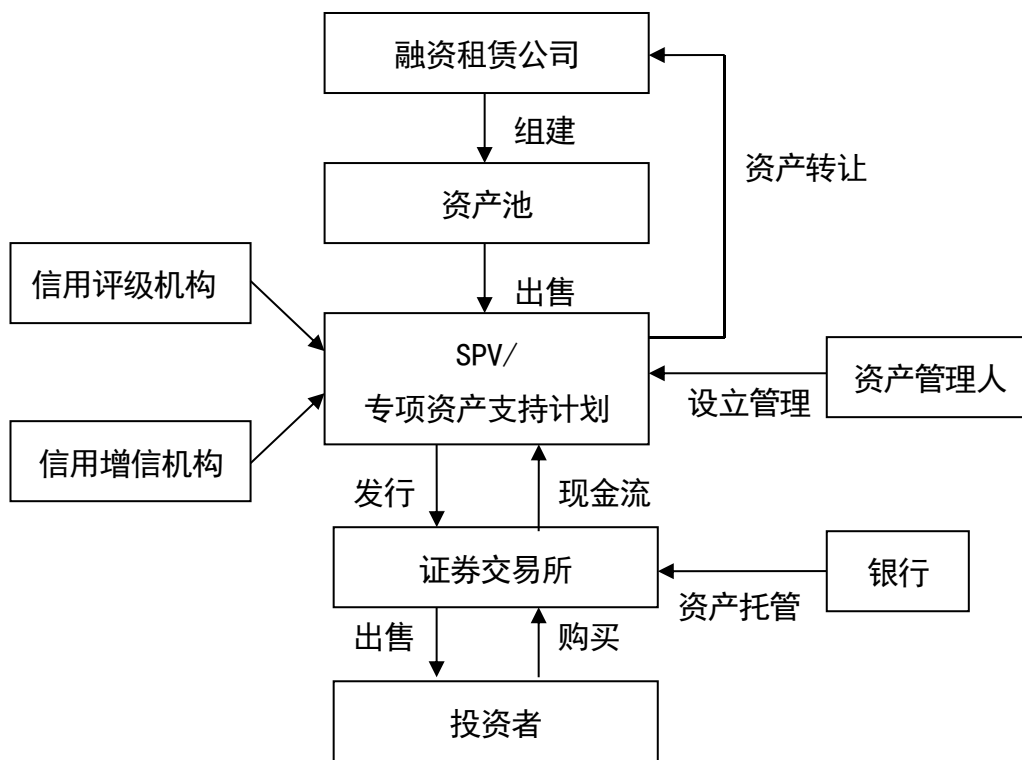 融资租赁公司
组建
资产转让
资产池
信用评级机构
出售
SPV/
专项资产支持计划
资产管理人
设立管理
信用增信机构
发行
现金流
证券交易所
银行
资产托管
出售
购买
投资者